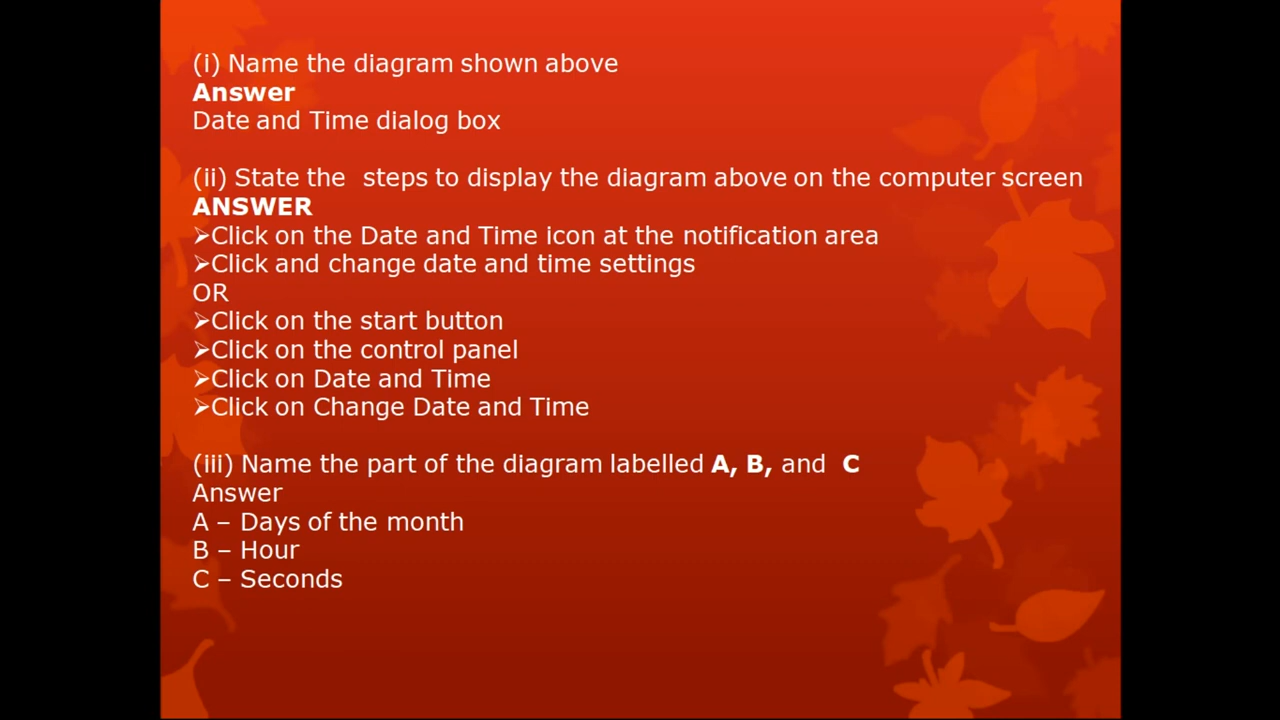 (i) Name the diagram shown above
Answer
Date and Time dialog box
(ii) State the  steps to display the diagram above on the computer screen
ANSWER
➢Click on the Date and Time icon at the notification area
➢Click and change date and time settings
OR
➢Click on the start button
➢Click on the control panel
➢Click on Date and Time
➢Click on Change Date and Time
(iii) Name the part of the diagram labelled A, B, and  C
Answer
A – Days of the month
B – Hour
C – Seconds